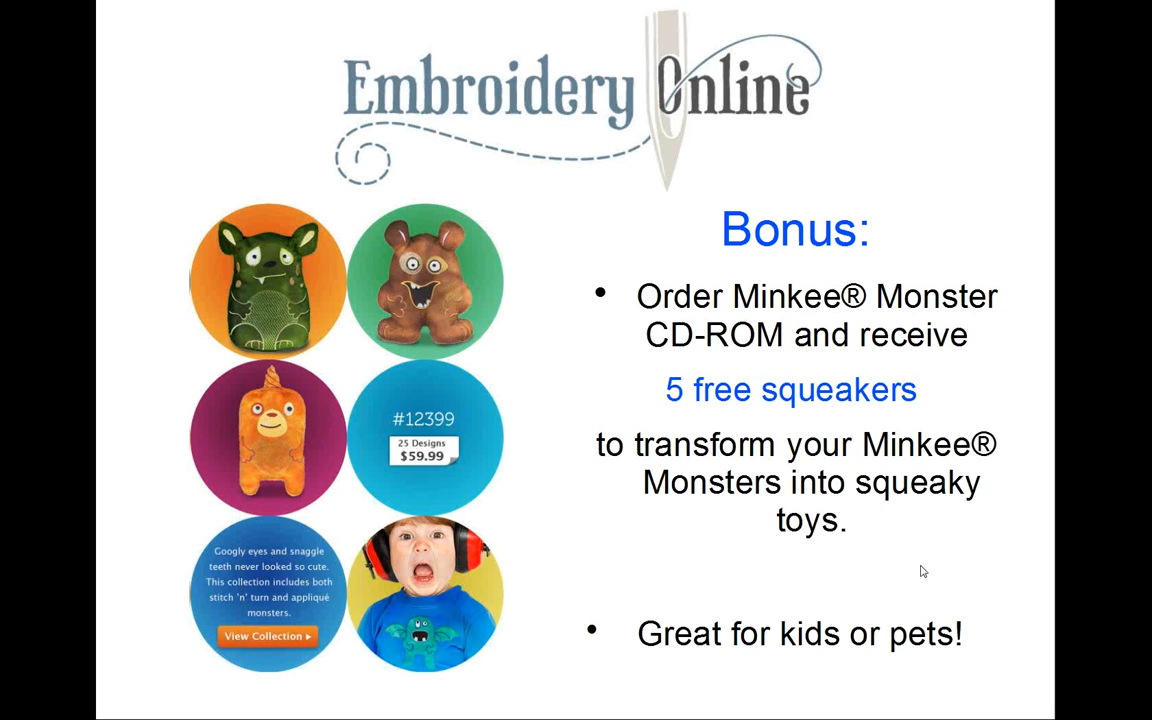 Embroidery Online
#12399
25 Designs
$59.99
Googly eyes and snaggle
teeth never looked so cute.
This collection includes both
stitch 'n' turn and appliqué
monsters.
View Collection ▸
Bonus:
• Order Minkee® Monster
CD-ROM and receive
5 free squeakers
to transform your Minkee®
Monsters into squeaky
toys.
• Great for kids or pets!